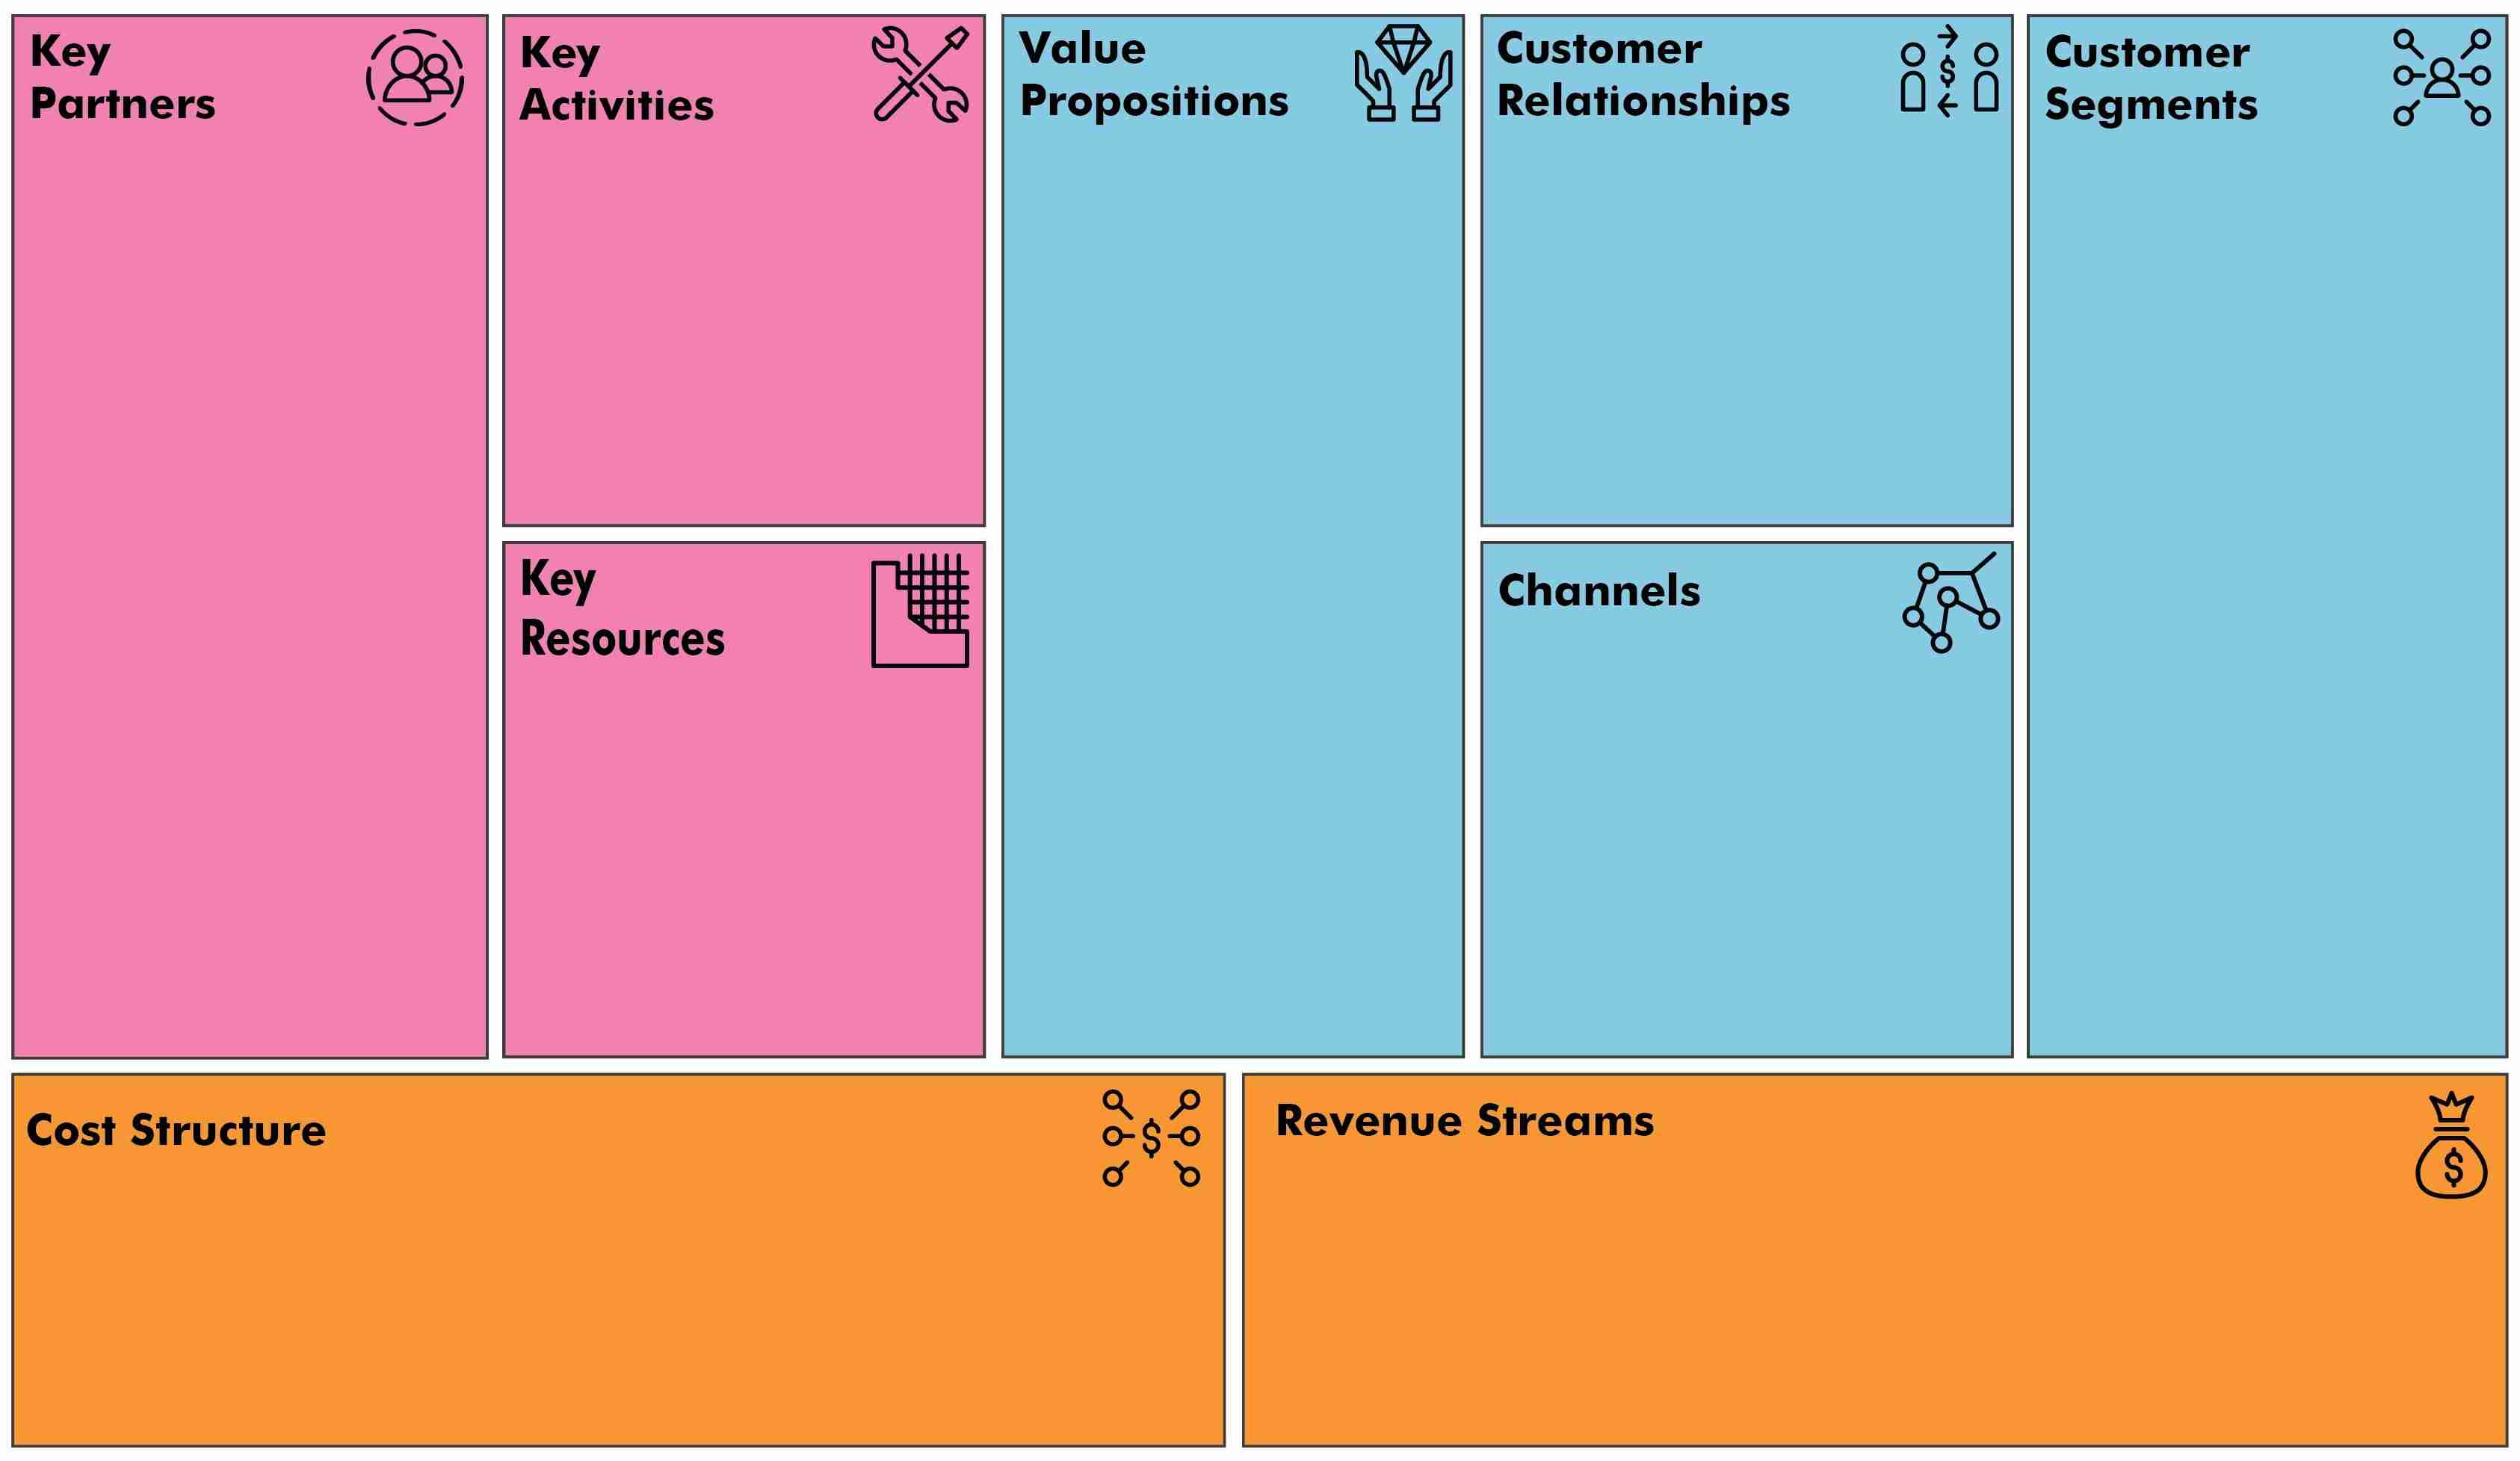 Key
Partners
Key
Activities
Key
Resources
Value
Propositions
Customer
Relationships
Channels
Customer
Segments
Cost Structure
$
Revenue Streams
$
$